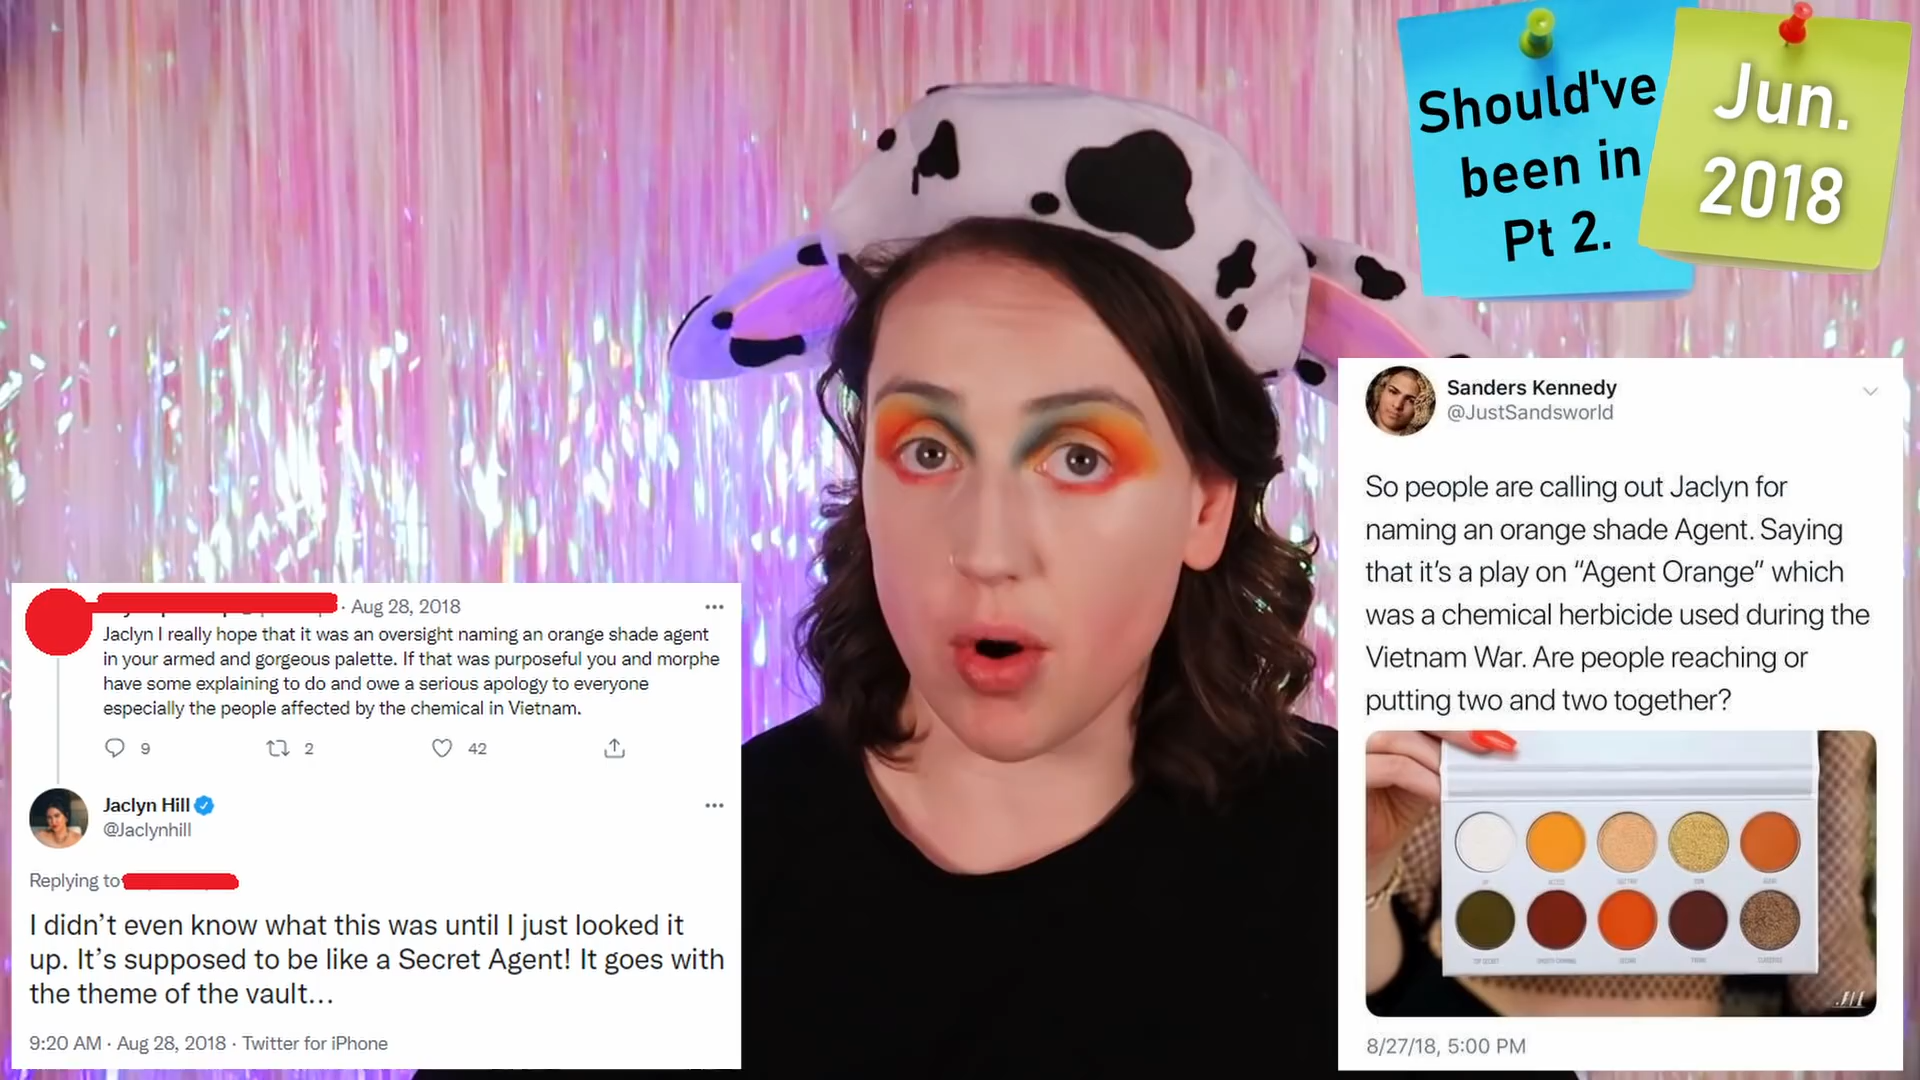 Should've
been in
Pt 2.
Jun.
2018
Sanders Kennedy
@JustSandsworld
So people are calling out Jaclyn for
naming an orange shade Agent. Saying
that it's a play on “Agent Orange” which
was a chemical herbicide used during the
Vietnam War. Are people reaching or
putting two and two together?
TOP SECRET
8/27/18, 5:00 PM
· Aug 28, 2018
Jaclyn I really hope that it was an oversight naming an orange shade agent
in your armed and gorgeous palette. If that was purposeful you and morphe
have some explaining to do and owe a serious apology to everyone
especially the people affected by the chemical in Vietnam.
9 2 42
Jaclyn Hill
@Jaclynhill
Replying to
I didn’t even know what this was until I just looked it
up. It’s supposed to be like a Secret Agent! It goes with
the theme of the vault...
9:20 AM · Aug 28, 2018 · Twitter for iPhone